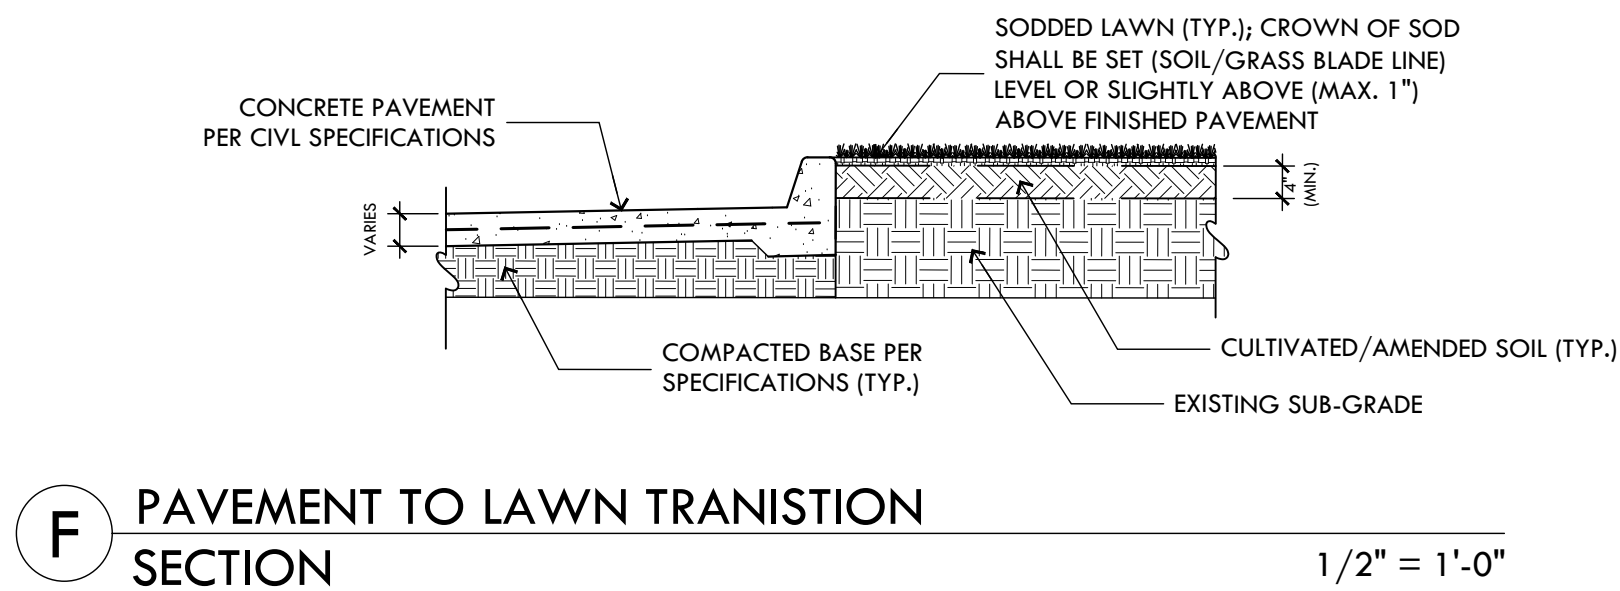 SODDED LAWN (TYP.); CROWN OF SOD
SHALL BE SET (SOIL/GRASS BLADE LINE)
LEVEL OR SLIGHTLY ABOVE (MAX. 1")
ABOVE FINISHED PAVEMENT
CONCRETE PAVEMENT
PER CIVL SPECIFICATIONS
VARIES
4"
(MIN.)
COMPACTED BASE PER
SPECIFICATIONS (TYP.)
CULTIVATED/AMENDED SOIL (TYP.)
EXISTING SUB-GRADE
F
PAVEMENT TO LAWN TRANISTION
SECTION
1/2" = 1'-0"